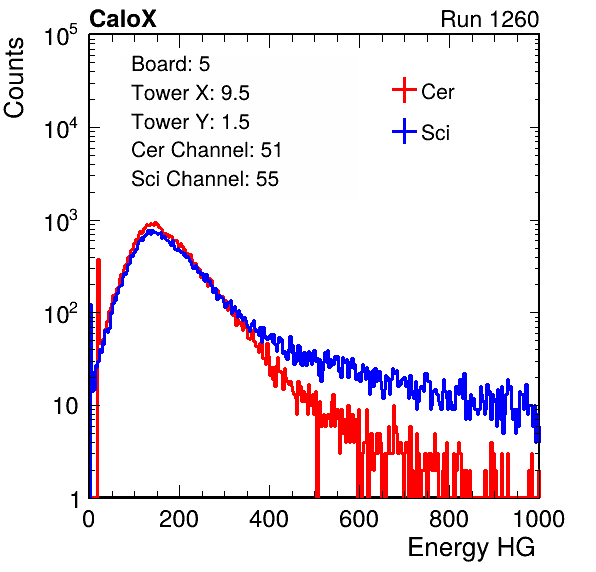 CaloX Run 1260
Counts
Board: 5
Tower X: 9.5
Tower Y: 1.5
Cer Channel: 51
Sci Channel: 55
Cer
Sci
10^5
10^4
10^3
10^2
10
1
0 200 400 600 800 1000
Energy HG